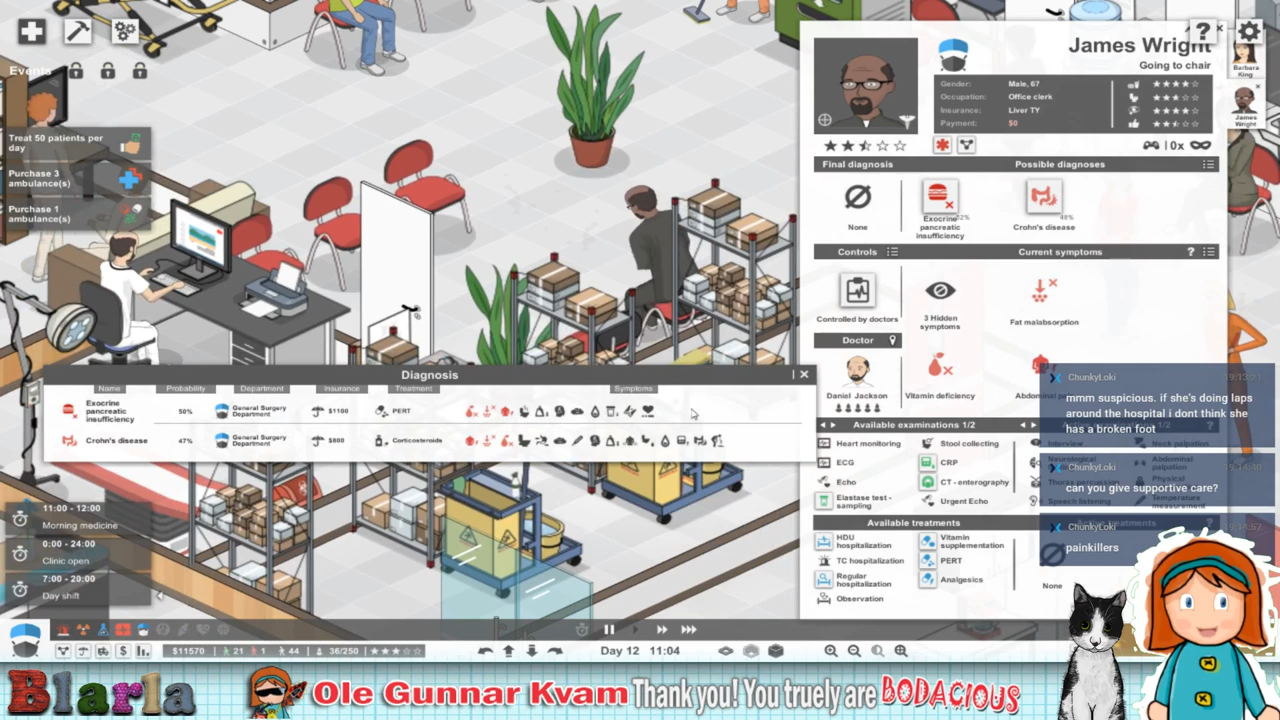 Events
Treat 50 patients per
day
Purchase 3
ambulance(s)
Purchase 1
ambulance(s)
James Wright
Going to chair
Gender: Male, 67
Occupation: Office clerk
Insurance: Liver TY
Payment: $0
0x
Barbara
King
James
Wright
Final diagnosis
Possible diagnoses
None
Exocrine
pancreatic
insufficiency
Crohn's disease
48%
Controls
Current symptoms
?
Controlled by doctors
3 Hidden
symptoms
Fat malabsorption
Doctor
Daniel Jackson
Vitamin deficiency
Diagnosis
Name Probability Department Insurance Treatment Symptoms
Exocrine
pancreatic
insufficiency
50%
General Surgery
Department
$1100
PERT
Crohn's disease
47%
General Surgery
Department
$800
Corticosteroids
Available examinations 1/2
Heart monitoring
Stool collecting
ECG
CRP
Echo
CT - enterography
Elastase test -
sampling
Urgent Echo
Available treatments
HDU
hospitalization
Vitamin
supplementation
TC hospitalization
PERT
Regular
hospitalization
Analgesics
Observation
None
ChunkyLoki
mmm suspicious. if she's doing laps
around the hospital i dont think she
has a broken foot
ChunkyLoki
can you give supportive care?
ChunkyLoki
painkillers
11:00 - 12:00
Morning medicine
0:00 - 24:00
Clinic open
7:00 - 20:00
Day shift
$11570
21
1
44
36/250
Day 12 11:04
Blarla
Ole Gunnar Kvam Thank you! You truely are BODACIOUS